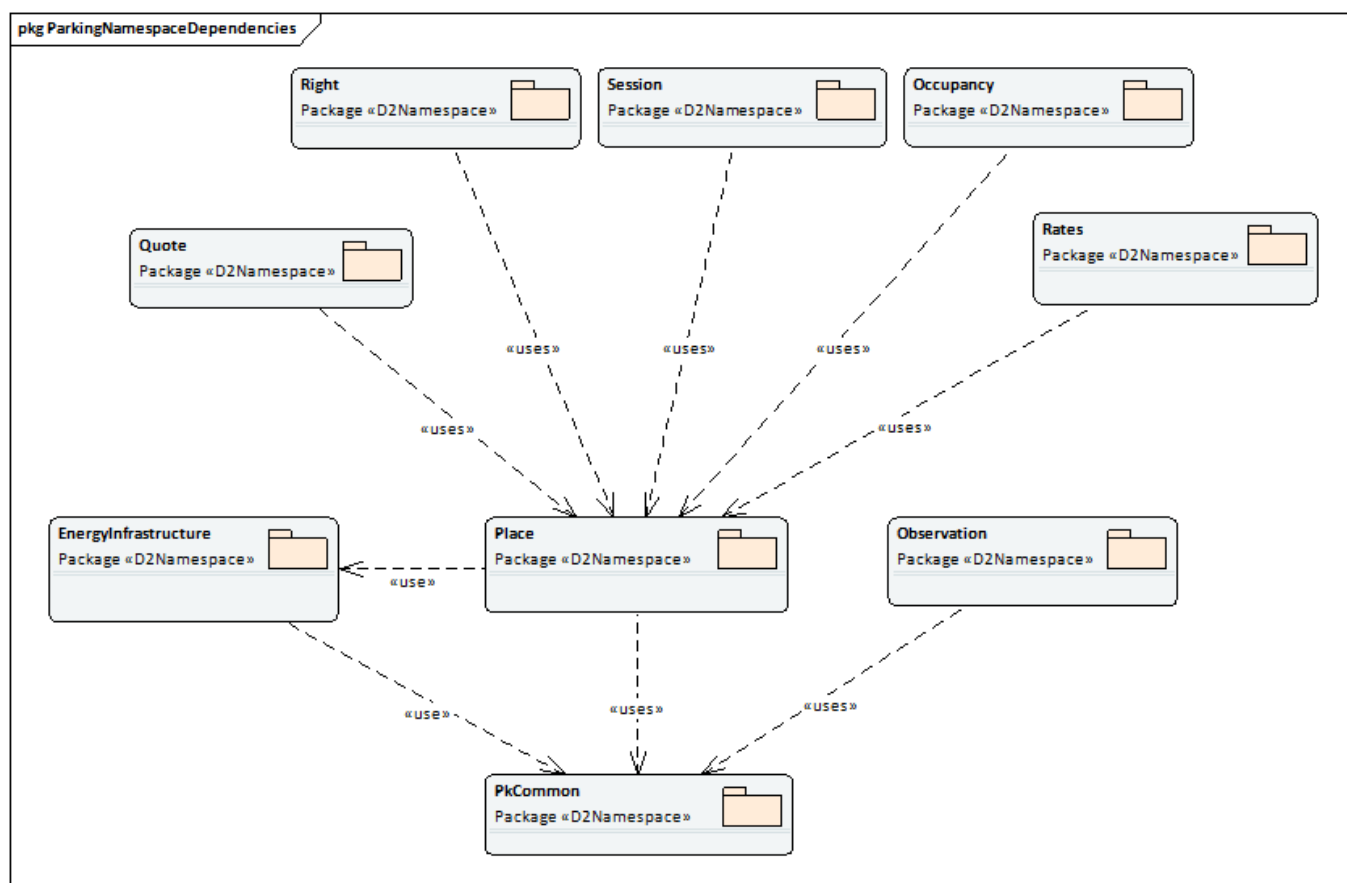 pkg ParkingNamespaceDependencies
Right
Package «D2Namespace»
Session
Package «D2Namespace»
Occupancy
Package «D2Namespace»
Quote
Package «D2Namespace»
Rates
Package «D2Namespace»
«uses»
«uses»
«uses»
«uses»
«uses»
EnergyInfrastructure
Package «D2Namespace»
Place
Package «D2Namespace»
Observation
Package «D2Namespace»
«use»
«use»
«uses»
«uses»
PkCommon
Package «D2Namespace»